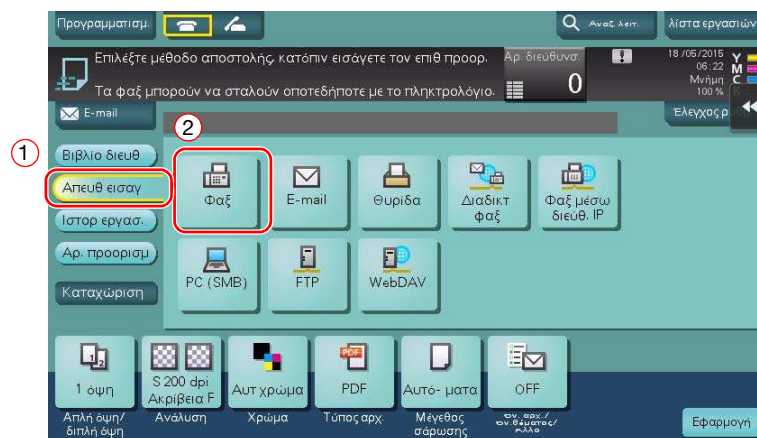 Προγραμματισμ.
Αναζ. λειτ.
λίστα εργασιών
Επιλέξτε μέθοδο αποστολής, κατόπιν εισάγετε τον επιθ προορ.
Τα φαξ μπορούν να σταλούν οποτεδήποτε με το πληκτρολόγιο.
Αρ. διεύθυνσ.
0
18/05/2015
06:22
Μνήμη
100 %
Y
M
C
K
E-mail
Έλεγχος ρ
2
1
Βιβλίο διευθ
Απευθ εισαγ
Ιστορ εργασ.
Αρ. προορισμ
Καταχώριση
Φαξ
E-mail
Θυρίδα
Διαδικτ
φαξ
Φαξ μέσω
διεύθ. IP
PC (SMB)
FTP
WebDAV
1 όψη
S 200 dpi
Ακρίβεια F
Αυτ χρώμα
PDF
PDF
Αυτό- ματα
OFF
Απλή όψη/
διπλή όψη
Ανάλυση
Χρώμα
Τύπος αρχ.
Μέγεθος
σάρωσης
Εφαρμογή